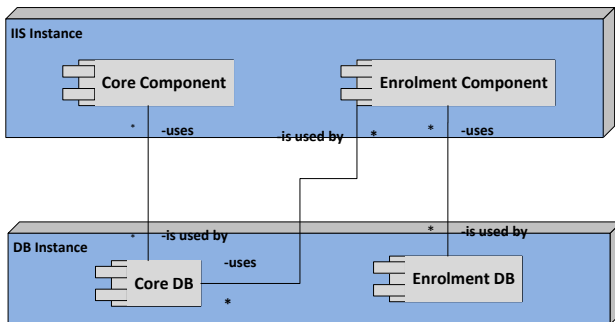 IIS Instance
Core Component
Enrolment Component
* -uses
-is used by *
* -uses
* -is used by
* -is used by
DB Instance
-uses
Core DB
Enrolment DB
*